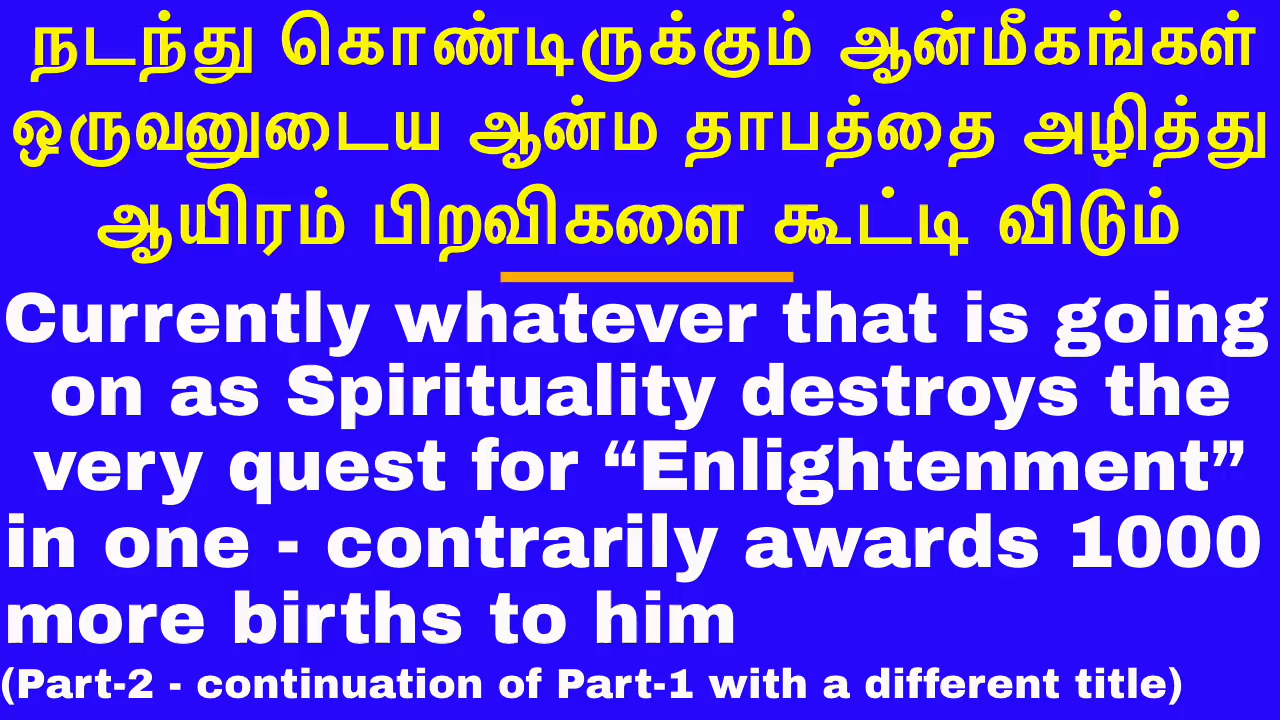 நடந்து கொண்டிருக்கும் ஆன்மீகங்கள்
ஒருவனுடைய ஆன்ம தாபத்தை அழித்து
ஆயிரம் பிறவிகளை கூட்டி விடும்
Currently whatever that is going
on as Spirituality destroys the
very quest for “Enlightenment”
in one - contrarily awards 1000
more births to him
(Part-2 - continuation of Part-1 with a different title)